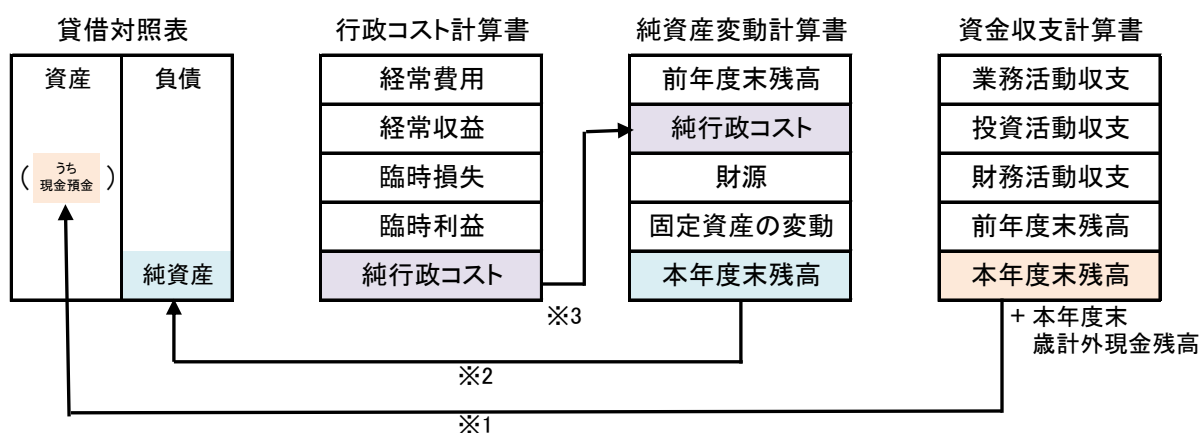 貸借対照表
資産
負債
(うち現金預金)
純資産
行政コスト計算書
経常費用
経常収益
臨時損失
臨時利益
純行政コスト
純資産変動計算書
前年度末残高
純行政コスト
財源
固定資産の変動
本年度末残高
資金収支計算書
業務活動収支
投資活動収支
財務活動収支
前年度末残高
本年度末残高
+ 本年度末
歳計外現金残高
※3
※2
※1